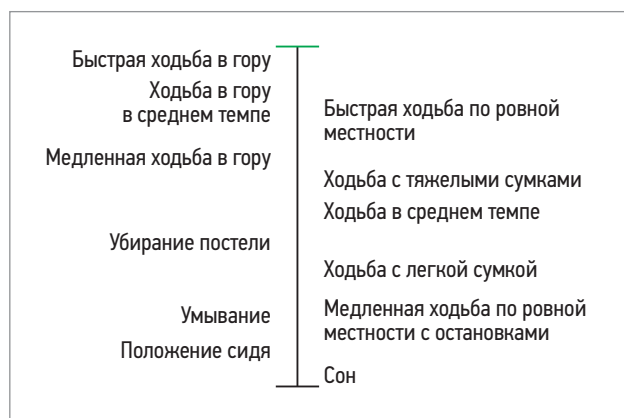 Быстрая ходьба в гору
Ходьба в гору
в среднем темпе
Медленная ходьба в гору
Убирание постели
Умывание
Положение сидя
Быстрая ходьба по ровной
местности
Ходьба с тяжелыми сумками
Ходьба в среднем темпе
Ходьба с легкой сумкой
Медленная ходьба по ровной
местности с остановками
Сон